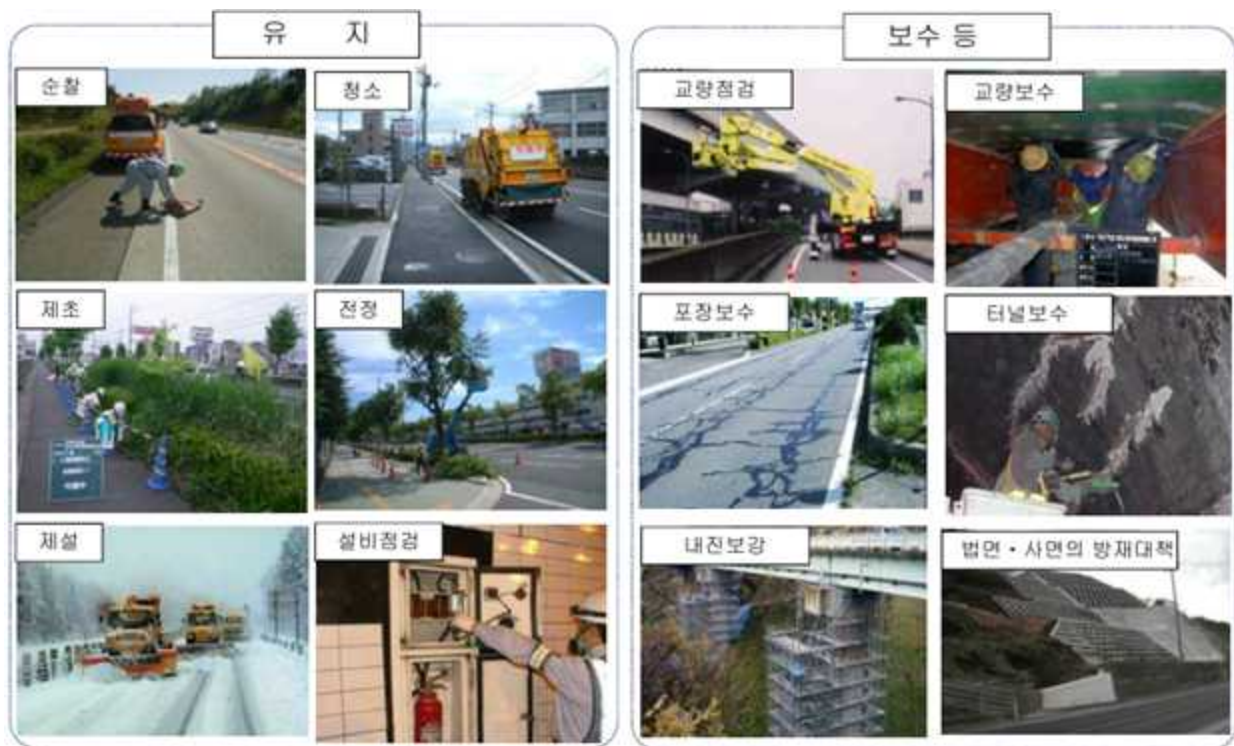 유 지
순찰
청소
제초
전정
제설
설비점검
보수 등
교량점검
교량보수
포장보수
터널보수
내진보강
법면・사면의 방재대책